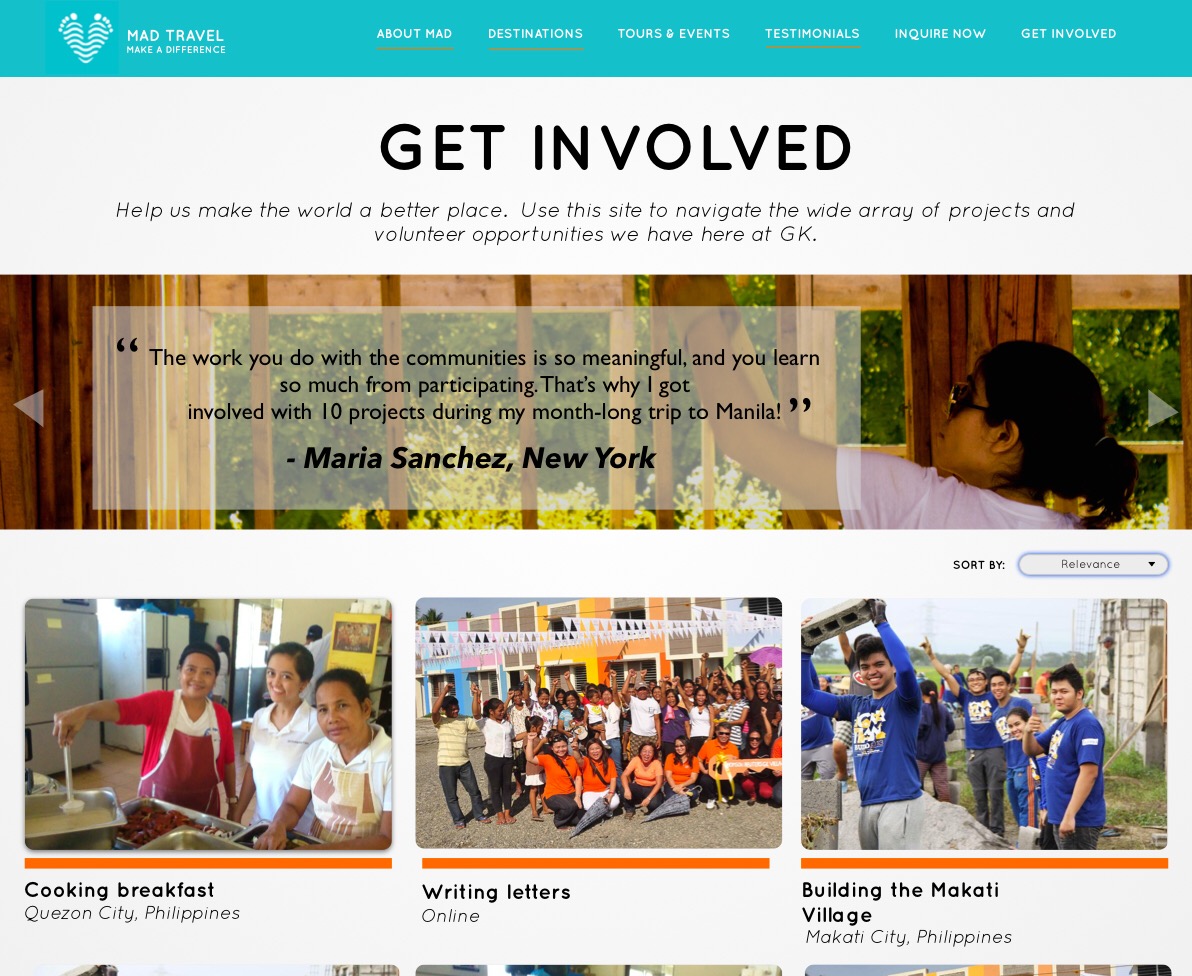 MAD TRAVEL
MAKE A DIFFERENCE
ABOUT MAD
DESTINATIONS
TOURS & EVENTS
TESTIMONIALS
INQUIRE NOW
GET INVOLVED
GET INVOLVED
Help us make the world a better place. Use this site to navigate the wide array of projects and
volunteer opportunities we have here at GK.
“ The work you do with the communities is so meaningful, and you learn
so much from participating. That’s why I got
involved with 10 projects during my month-long trip to Manila! ”
- Maria Sanchez, New York
SORT BY:
Relevance
Cooking breakfast
Quezon City, Philippines
Writing letters
Online
Building the Makati
Village
Makati City, Philippines